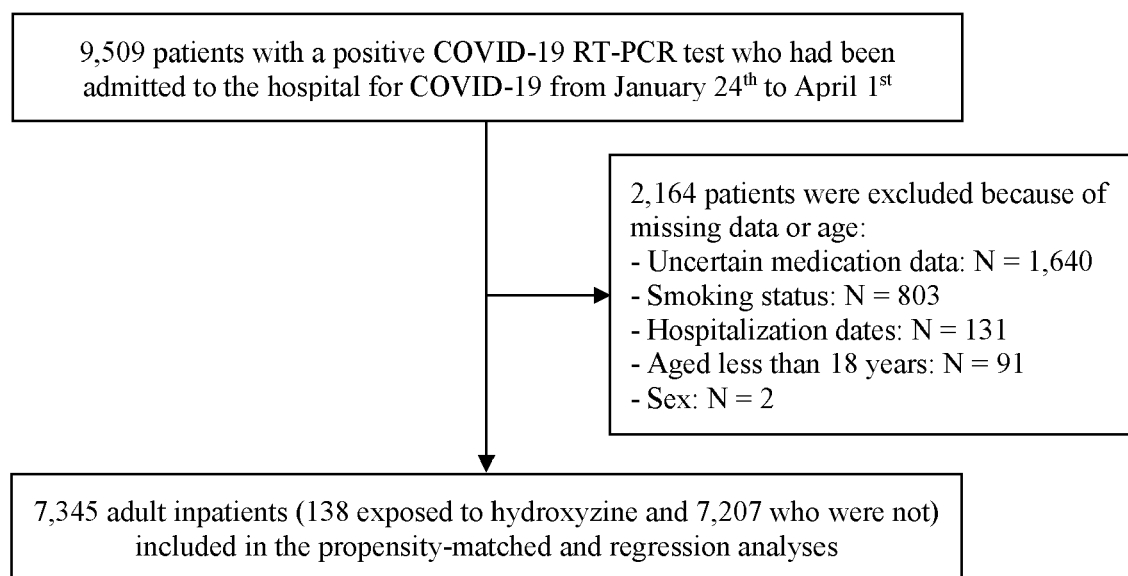 9,509 patients with a positive COVID-19 RT-PCR test who had been
admitted to the hospital for COVID-19 from January 24th to April 1st
2,164 patients were excluded because of
missing data or age:
- Uncertain medication data: N = 1,640
- Smoking status: N = 803
- Hospitalization dates: N = 131
- Aged less than 18 years: N = 91
- Sex: N = 2
7,345 adult inpatients (138 exposed to hydroxyzine and 7,207 who were not)
included in the propensity-matched and regression analyses